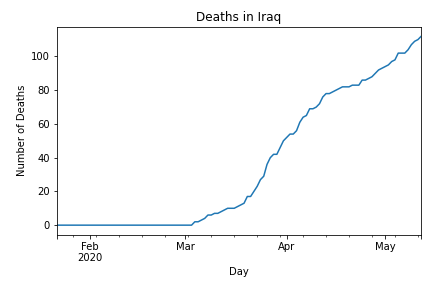 Deaths in Iraq
Number of Deaths
100
80
60
40
20
0
Feb
2020
Mar
Apr
May
Day